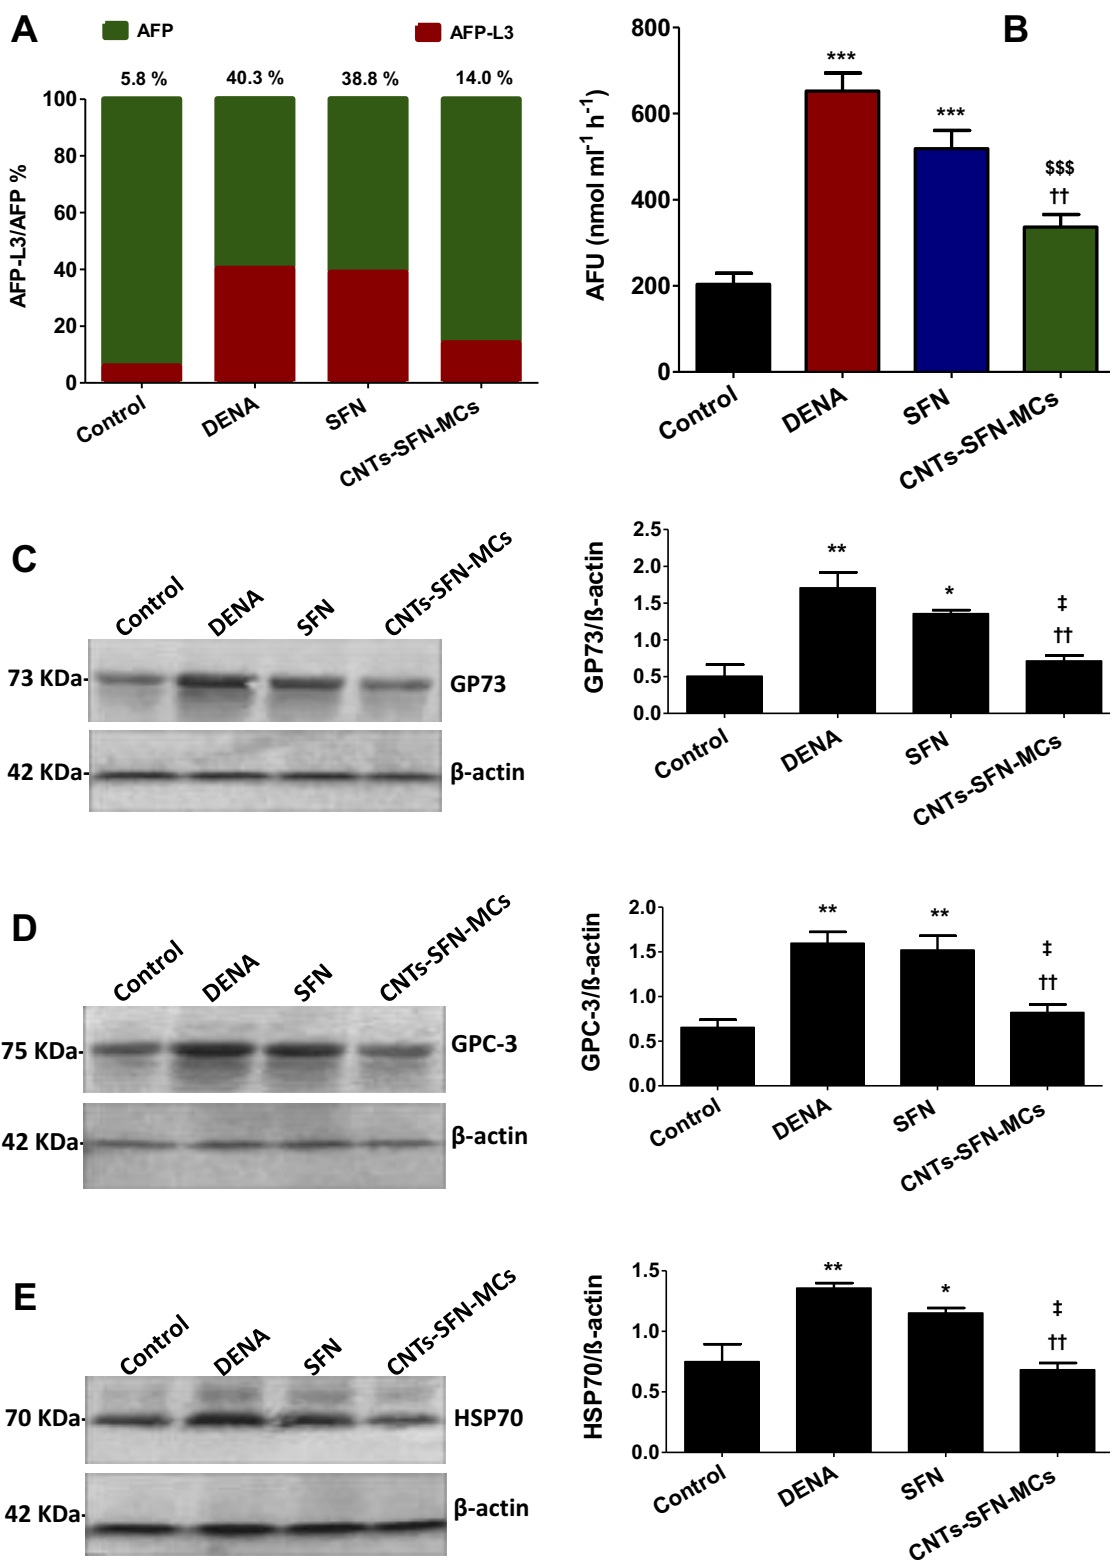 A
AFP
AFP-L3
5.8 %
40.3 %
38.8 %
14.0 %
AFP-L3/AFP %
100
80
60
40
20
0
Control
DENA
SFN
CNTs-SFN-MCs
B
AFU (nmol ml⁻¹ h⁻¹)
800
600
400
200
0
***
***
$$$
††
Control
DENA
SFN
CNTs-SFN-MCs
C
Control
DENA
SFN
CNTs-SFN-MCs
73 KDa-
GP73
42 KDa-
β-actin
GP73/ß-actin
2.5
2.0
1.5
1.0
0.5
0.0
**
*
‡
††
Control
DENA
SFN
CNTs-SFN-MCs
D
Control
DENA
SFN
CNTs-SFN-MCs
75 KDa-
GPC-3
42 KDa-
β-actin
GPC-3/ß-actin
2.0
1.5
1.0
0.5
0.0
**
**
‡
††
Control
DENA
SFN
CNTs-SFN-MCs
E
Control
DENA
SFN
CNTs-SFN-MCs
70 KDa-
HSP70
42 KDa-
β-actin
HSP70/ß-actin
1.5
1.0
0.5
0.0
**
*
‡
††
Control
DENA
SFN
CNTs-SFN-MCs